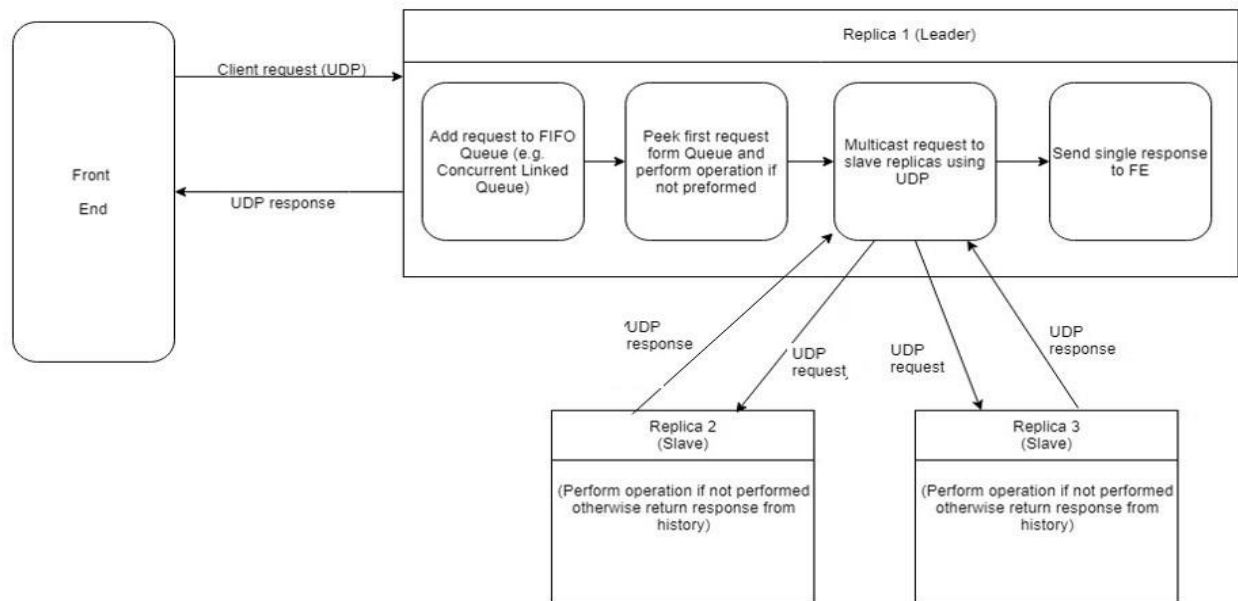 Replica 1 (Leader)
Client request (UDP)
Front
End
UDP response
Add request to FIFO
Queue (e.g.
Concurrent Linked
Queue)
Peek first request
form Queue and
perform operation if
not preformed
Multicast request to
slave replicas using
UDP
Send single response
to FE
'UDP
response
UDP
request,
UDP
request
UDP
response
Replica 2
(Slave)
(Perform operation if not performed
otherwise return response from
history)
Replica 3
(Slave)
(Perform operation if not performed
otherwise return response from
history)